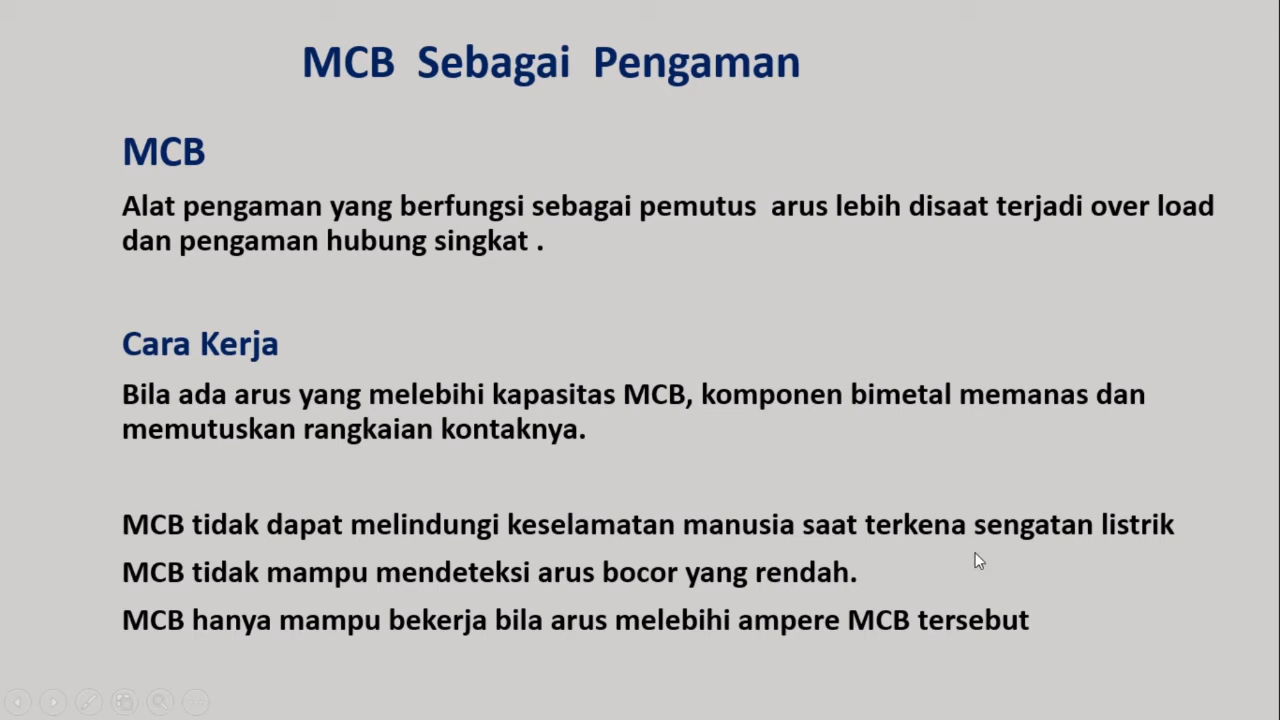 MCB Sebagai Pengaman
MCB
Alat pengaman yang berfungsi sebagai pemutus arus lebih disaat terjadi over load
dan pengaman hubung singkat .
Cara Kerja
Bila ada arus yang melebihi kapasitas MCB, komponen bimetal memanas dan
memutuskan rangkaian kontaknya.
MCB tidak dapat melindungi keselamatan manusia saat terkena sengatan listrik
MCB tidak mampu mendeteksi arus bocor yang rendah.
MCB hanya mampu bekerja bila arus melebihi ampere MCB tersebut